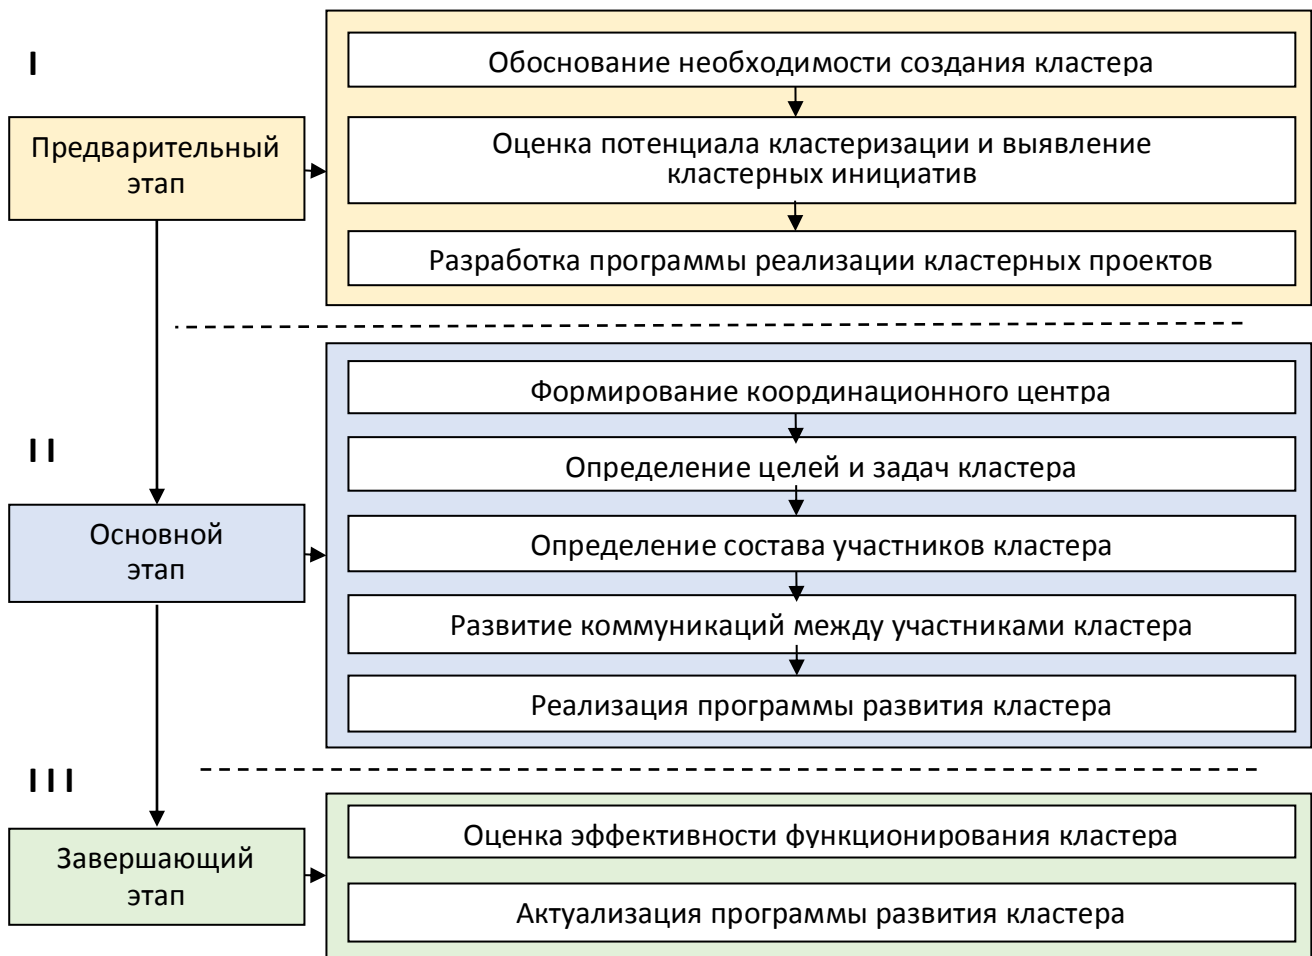 I
Предварительный
этап
Обоснование необходимости создания кластера
Оценка потенциала кластеризации и выявление
кластерных инициатив
Разработка программы реализации кластерных проектов
II
Основной
этап
Формирование координационного центра
Определение целей и задач кластера
Определение состава участников кластера
Развитие коммуникаций между участниками кластера
Реализация программы развития кластера
III
Завершающий
этап
Оценка эффективности функционирования кластера
Актуализация программы развития кластера